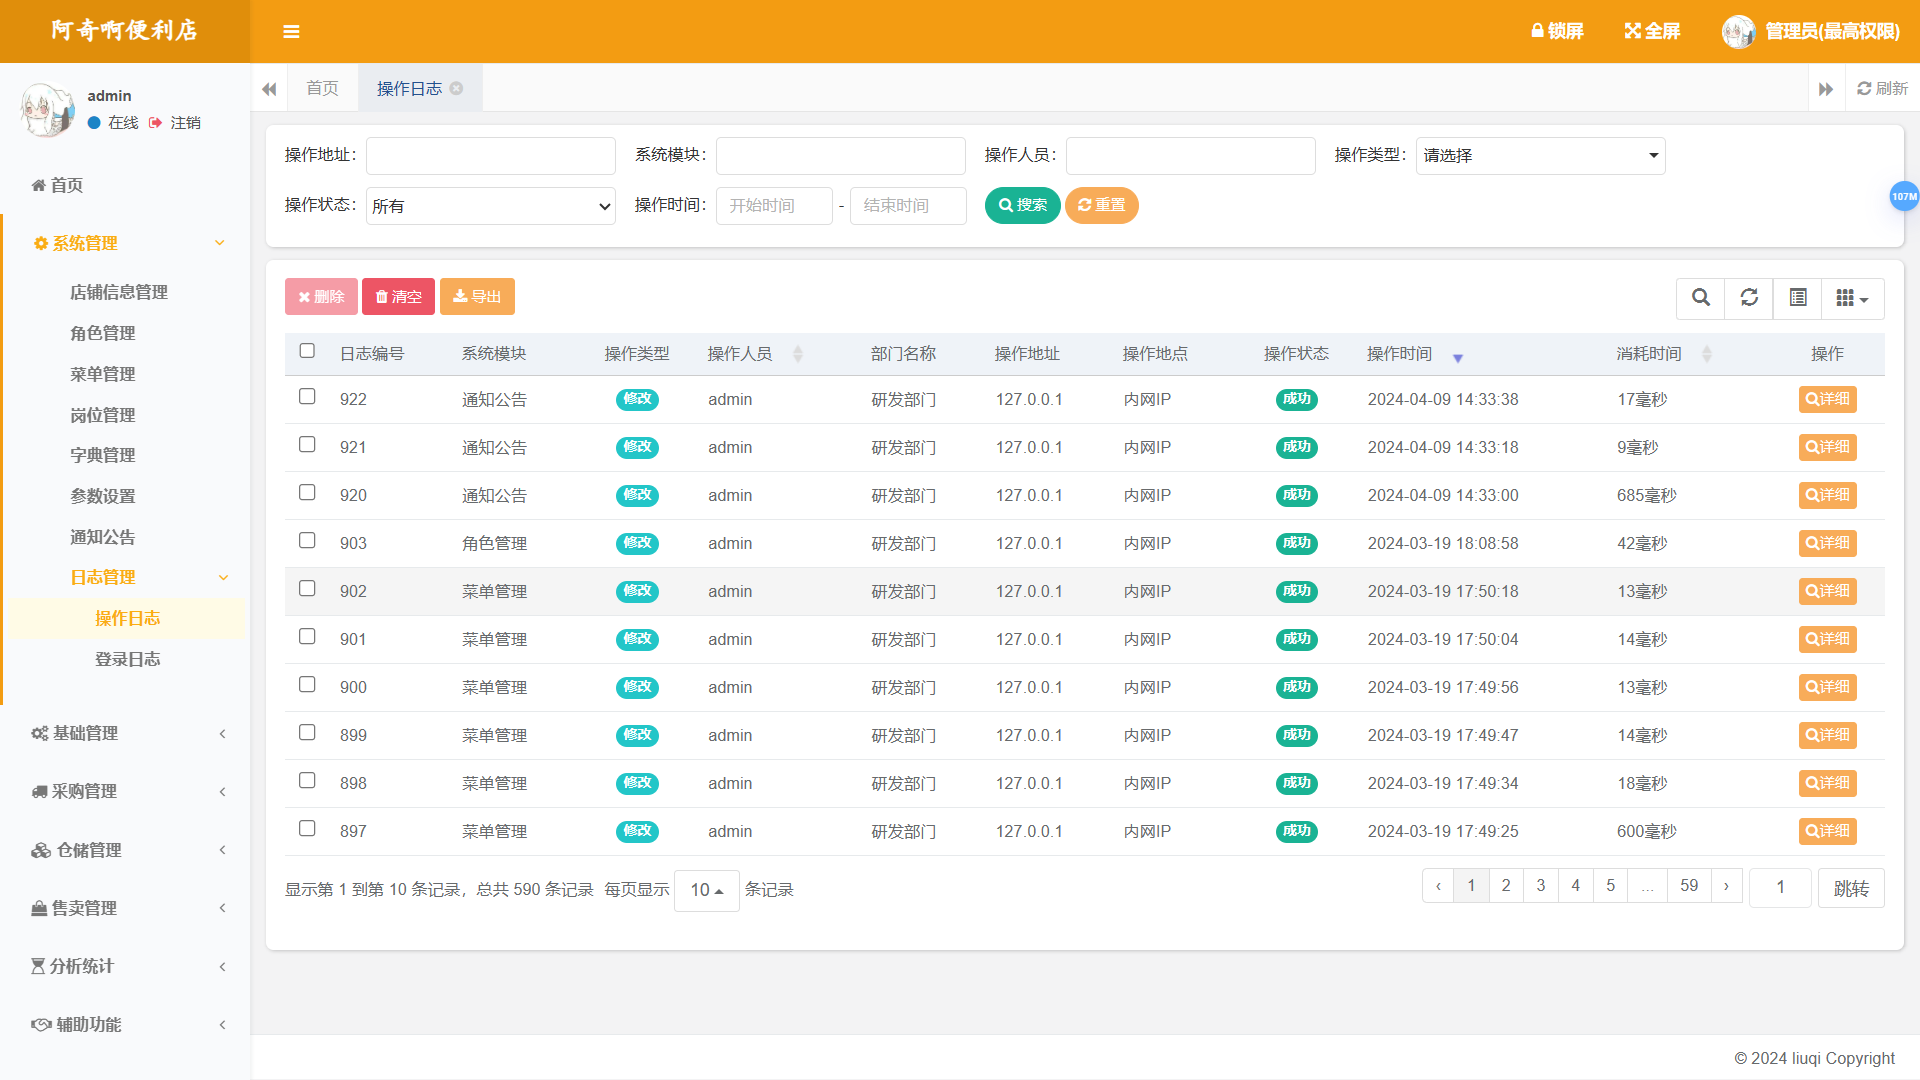 阿奇啊便利店
锁屏 全屏 管理员(最高权限)
admin
在线 注销
首页 操作日志 刷新
操作地址： 系统模块： 操作人员： 操作类型： 请选择
操作状态： 所有 操作时间： 开始时间 - 结束时间 搜索 重置
107M
首页
系统管理
店铺信息管理
角色管理
菜单管理
岗位管理
字典管理
参数设置
通知公告
日志管理
操作日志
登录日志
基础管理
采购管理
仓储管理
售卖管理
分析统计
辅助功能
删除 清空 导出
日志编号 系统模块 操作类型 操作人员 部门名称 操作地址 操作地点 操作状态 操作时间 消耗时间 操作
922 通知公告 修改 admin 研发部门 127.0.0.1 内网IP 成功 2024-04-09 14:33:38 17毫秒 详细
921 通知公告 修改 admin 研发部门 127.0.0.1 内网IP 成功 2024-04-09 14:33:18 9毫秒 详细
920 通知公告 修改 admin 研发部门 127.0.0.1 内网IP 成功 2024-04-09 14:33:00 685毫秒 详细
903 角色管理 修改 admin 研发部门 127.0.0.1 内网IP 成功 2024-03-19 18:08:58 42毫秒 详细
902 菜单管理 修改 admin 研发部门 127.0.0.1 内网IP 成功 2024-03-19 17:50:18 13毫秒 详细
901 菜单管理 修改 admin 研发部门 127.0.0.1 内网IP 成功 2024-03-19 17:50:04 14毫秒 详细
900 菜单管理 修改 admin 研发部门 127.0.0.1 内网IP 成功 2024-03-19 17:49:56 13毫秒 详细
899 菜单管理 修改 admin 研发部门 127.0.0.1 内网IP 成功 2024-03-19 17:49:47 14毫秒 详细
898 菜单管理 修改 admin 研发部门 127.0.0.1 内网IP 成功 2024-03-19 17:49:34 18毫秒 详细
897 菜单管理 修改 admin 研发部门 127.0.0.1 内网IP 成功 2024-03-19 17:49:25 600毫秒 详细
显示第 1 到第 10 条记录，总共 590 条记录 每页显示 10 条记录
‹ 1 2 3 4 5 ... 59 › 1 跳转
© 2024 liuqi Copyright